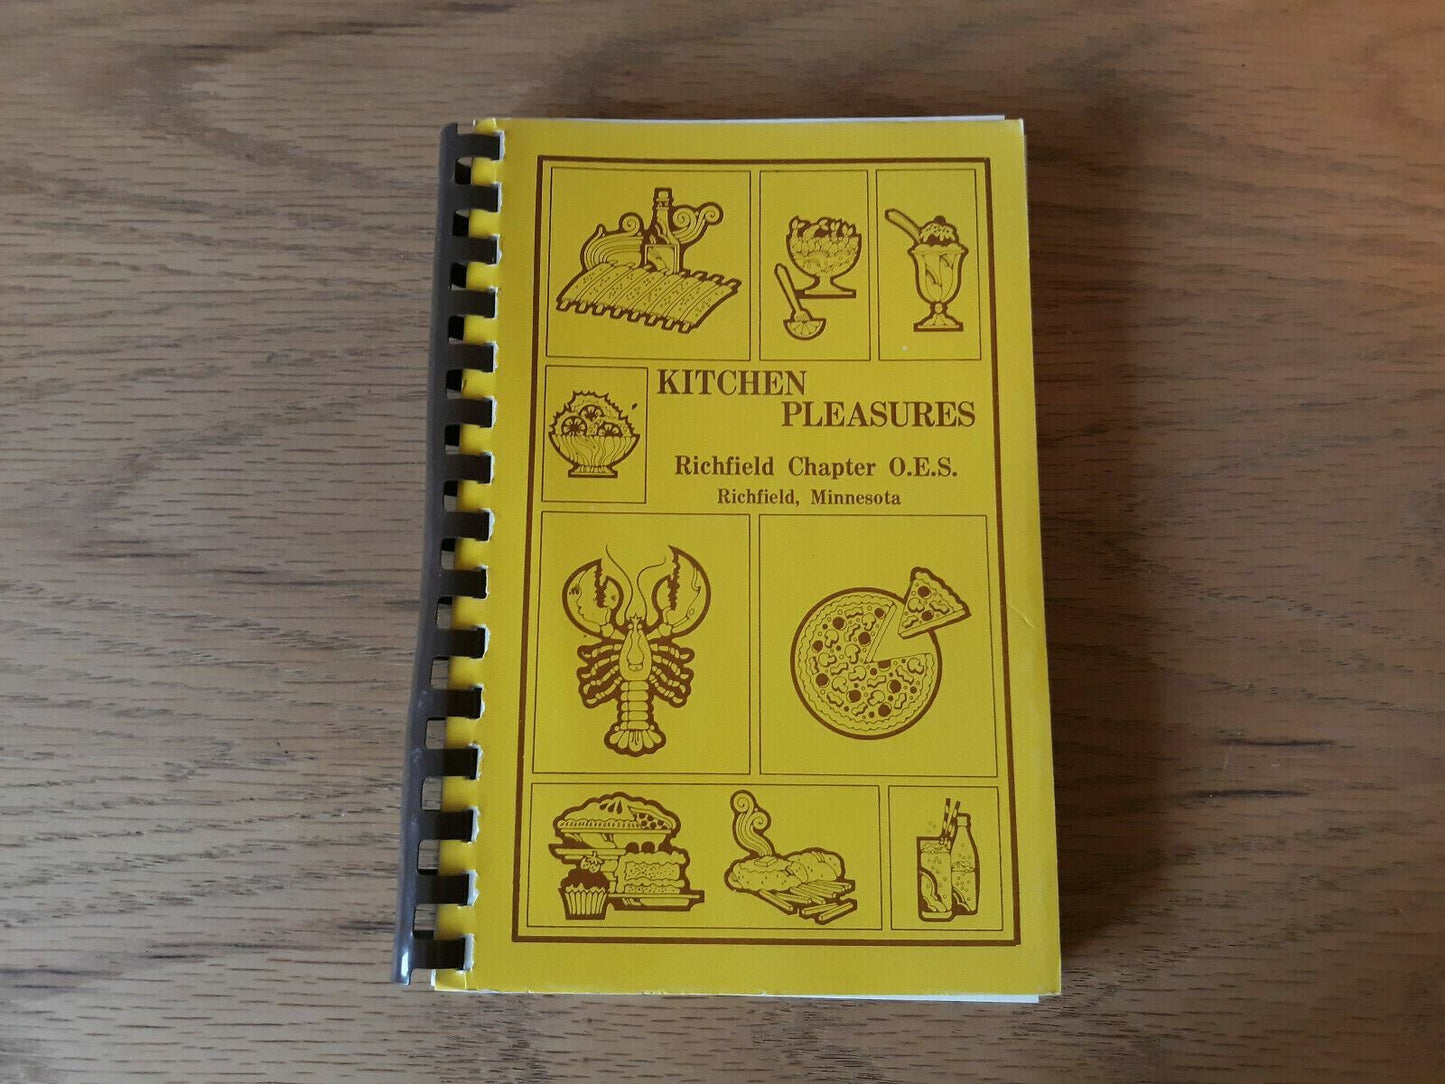 KITCHEN
PLEASURES
Richfield Chapter O.E.S.
Richfield, Minnesota